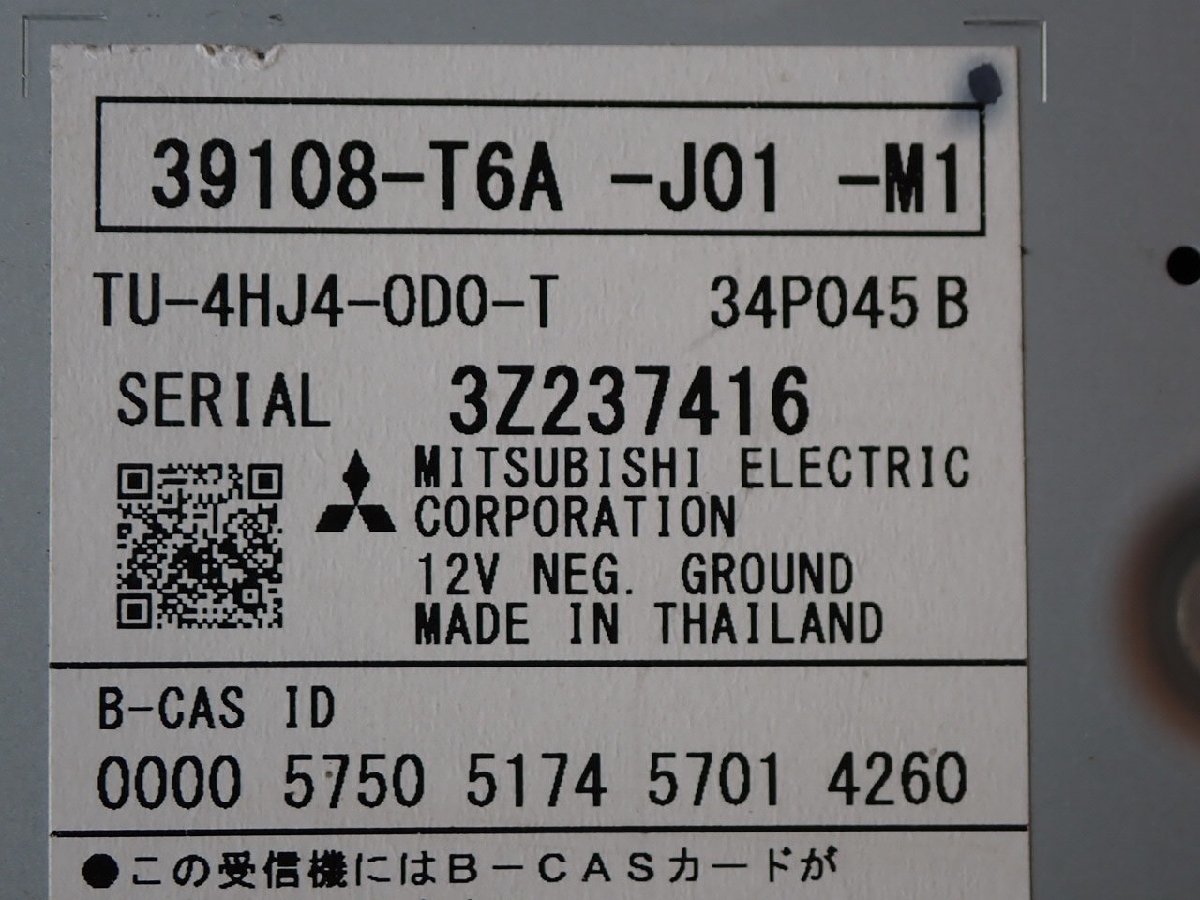 39108-T6A -J01 -M1
TU-4HJ4-0D0-T 34P045B
SERIAL 3Z237416
MITSUBISHI ELECTRIC
CORPORATION
12V NEG. GROUND
MADE IN THAILAND
B-CAS ID
0000 5750 5174 5701 4260
●この受信機にはB-CASカードが